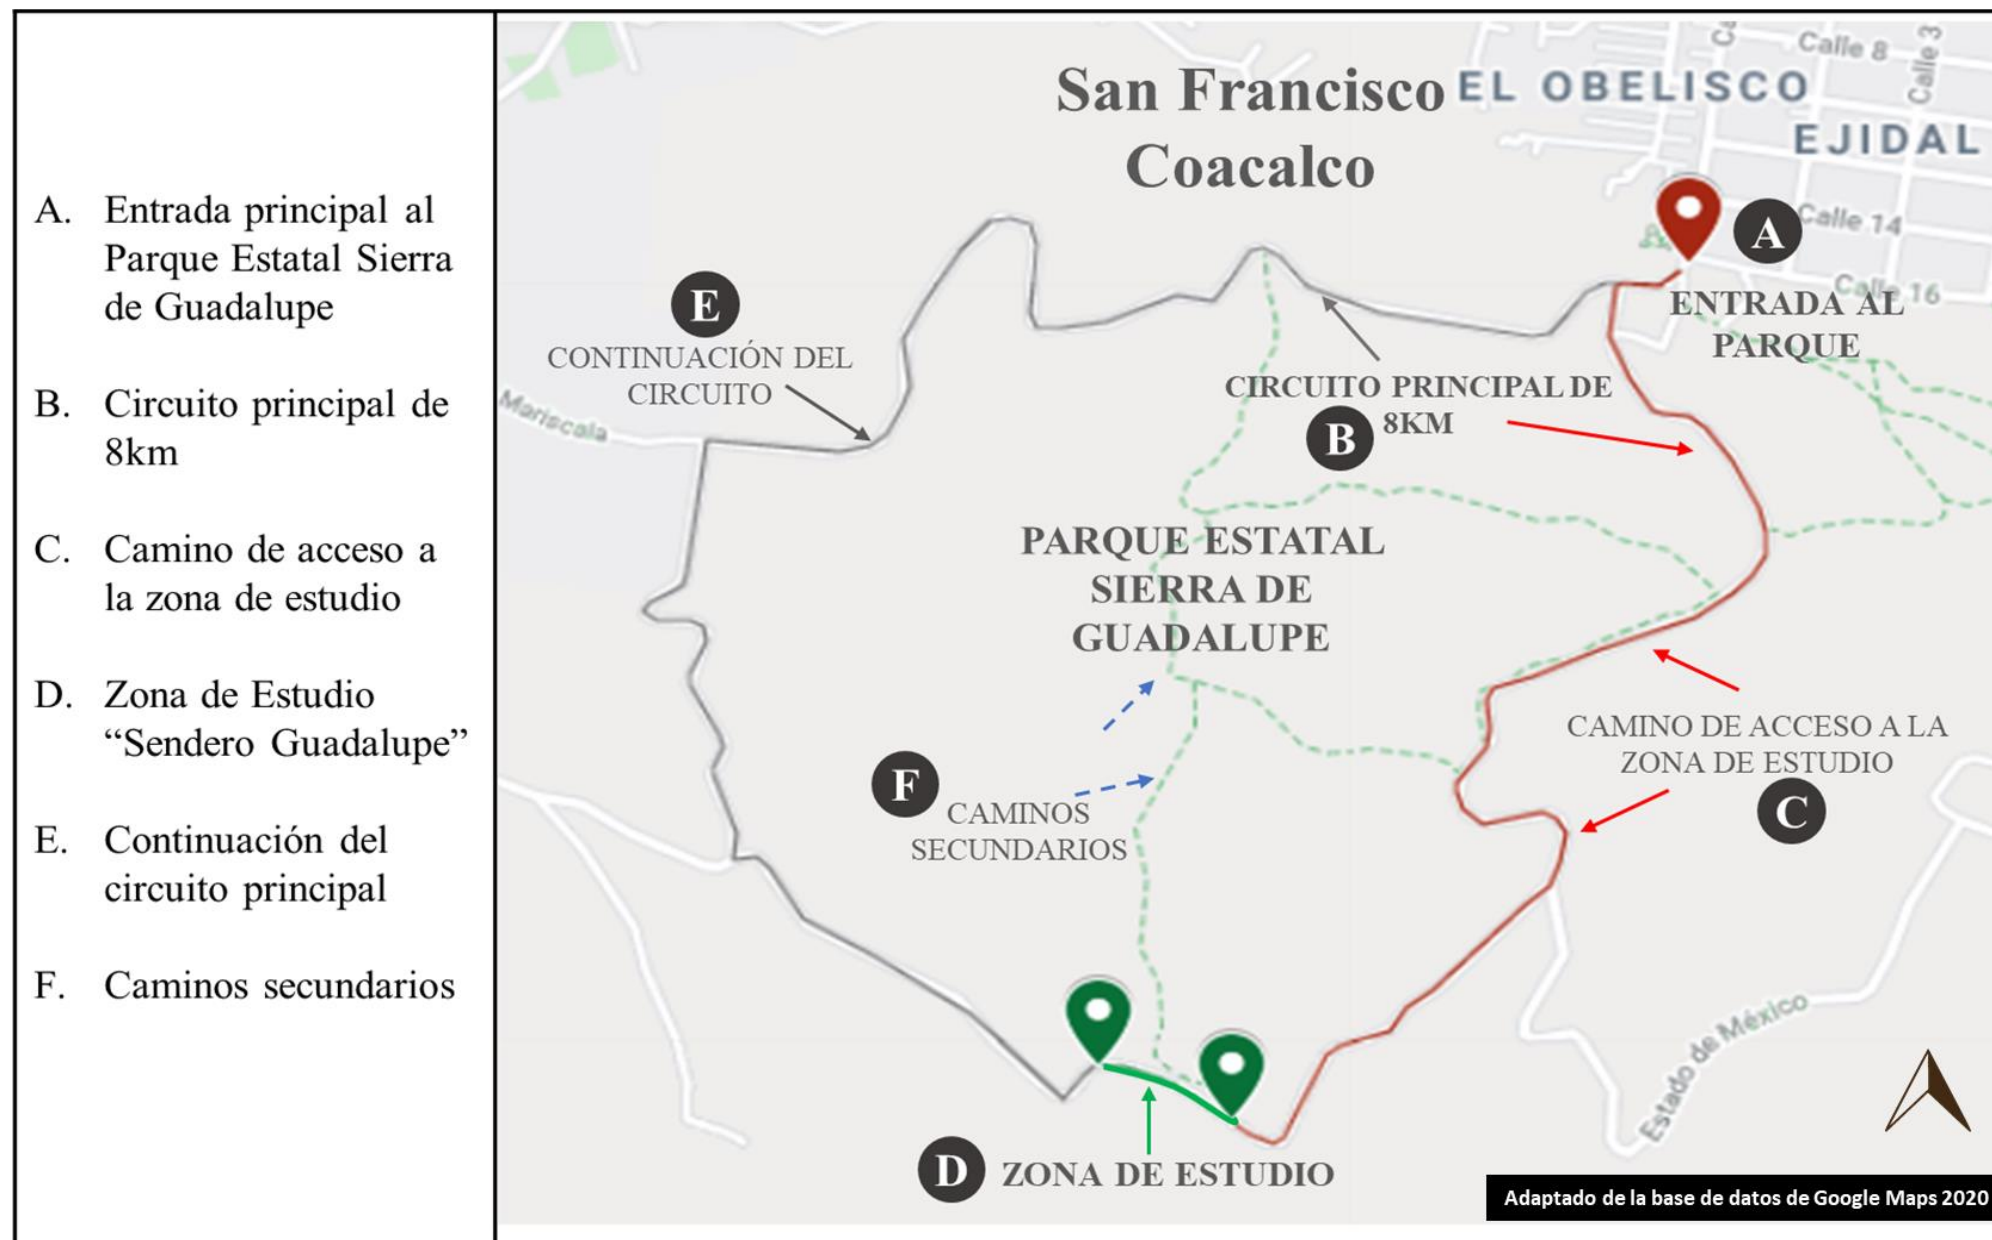 A. Entrada principal al
Parque Estatal Sierra
de Guadalupe
B. Circuito principal de
8km
C. Camino de acceso a
la zona de estudio
D. Zona de Estudio
“Sendero Guadalupe”
E. Continuación del
circuito principal
F. Caminos secundarios
San Francisco
Coacalco
EL OBELISCO
EJIDAL
Ca
Calle 8
Calle 3
Calle 14
Calle 16
A
ENTRADA AL
PARQUE
E
CONTINUACIÓN DEL
CIRCUITO
Mariscala
CIRCUITO PRINCIPAL DE
8KM
B
PARQUE ESTATAL
SIERRA DE
GUADALUPE
CAMINO DE ACCESO A LA
ZONA DE ESTUDIO
C
F
CAMINOS
SECUNDARIOS
Estado de México
D
ZONA DE ESTUDIO
Adaptado de la base de datos de Google Maps 2020